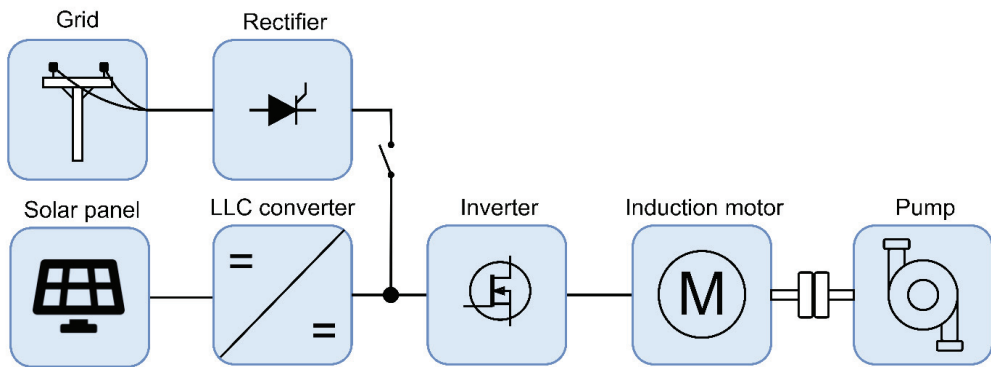 Grid
Rectifier
Solar panel
LLC converter
Inverter
Induction motor
Pump
M